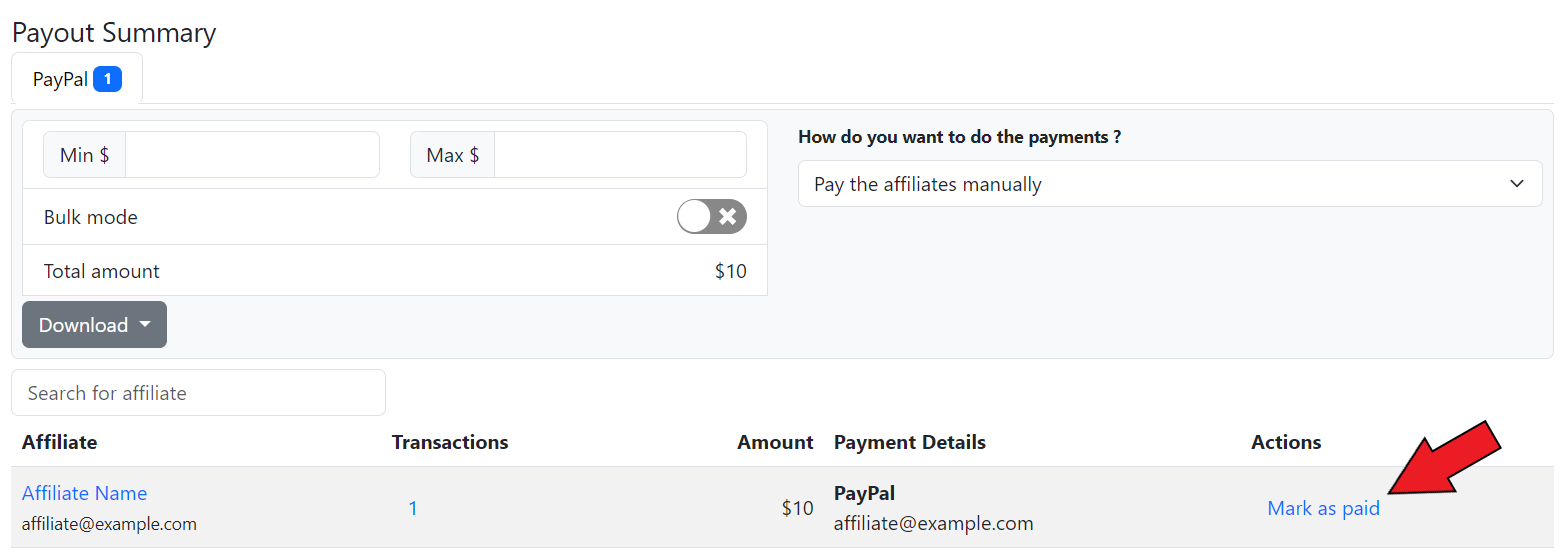 Payout Summary
PayPal 1
Min $
Max $
How do you want to do the payments ?
Pay the affiliates manually
Bulk mode
Total amount $10
Download
Search for affiliate
Affiliate Transactions Amount Payment Details Actions
Affiliate Name 1 $10 PayPal Mark as paid
affiliate@example.com affiliate@example.com